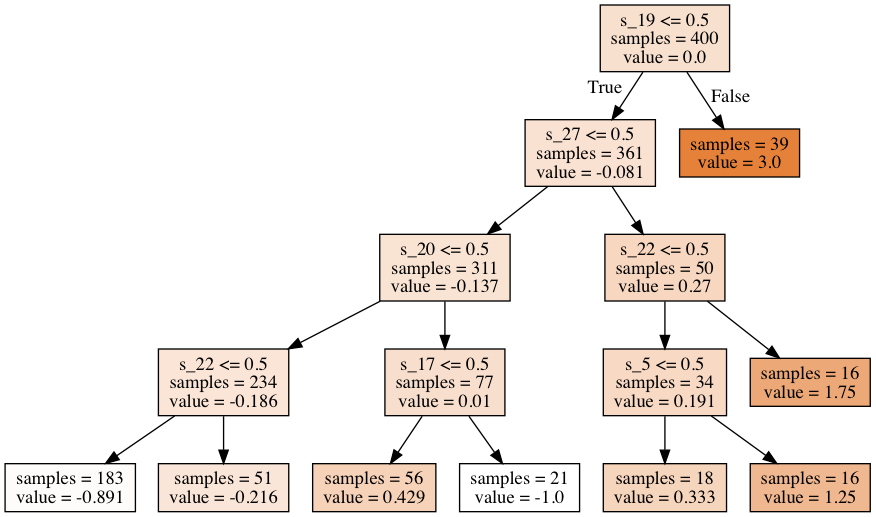 s_19 <= 0.5
samples = 400
value = 0.0
True
False
s_27 <= 0.5
samples = 361
value = -0.081
samples = 39
value = 3.0
s_20 <= 0.5
samples = 311
value = -0.137
s_22 <= 0.5
samples = 50
value = 0.27
s_22 <= 0.5
samples = 234
value = -0.186
s_17 <= 0.5
samples = 77
value = 0.01
s_5 <= 0.5
samples = 34
value = 0.191
samples = 16
value = 1.75
samples = 183
value = -0.891
samples = 51
value = -0.216
samples = 56
value = 0.429
samples = 21
value = -1.0
samples = 18
value = 0.333
samples = 16
value = 1.25